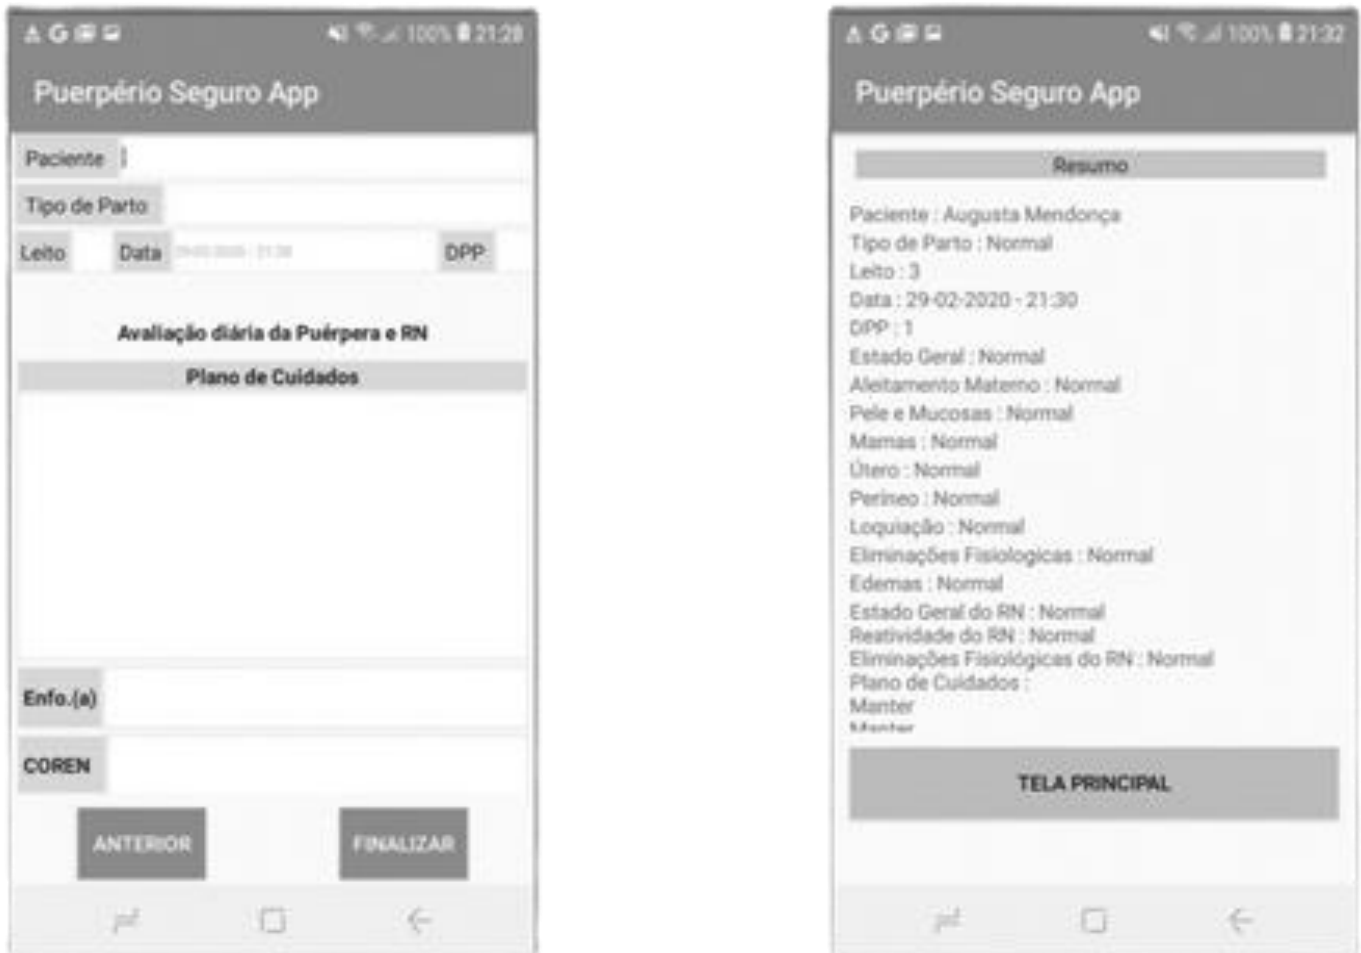 100% 21:28
Puerpério Seguro App
Paciente
Tipo de Parto
Leito Data DPP
Avaliação diária da Puérpera e RN
Plano de Cuidados
Enfo.(a)
COREN
ANTERIOR FINALIZAR
100% 21:32
Puerpério Seguro App
Resumo
Paciente : Augusta Mendonça
Tipo de Parto : Normal
Leito : 3
Data : 29-02-2020 - 21:30
DPP : 1
Estado Geral : Normal
Aleitamento Materno : Normal
Pele e Mucosas : Normal
Mamas : Normal
Útero : Normal
Períneo : Normal
Loquiação : Normal
Eliminações Fisiologicas : Normal
Edemas : Normal
Estado Geral do RN : Normal
Reatividade do RN : Normal
Eliminações Fisiológicas do RN : Normal
Plano de Cuidados :
Manter
Manter
TELA PRINCIPAL